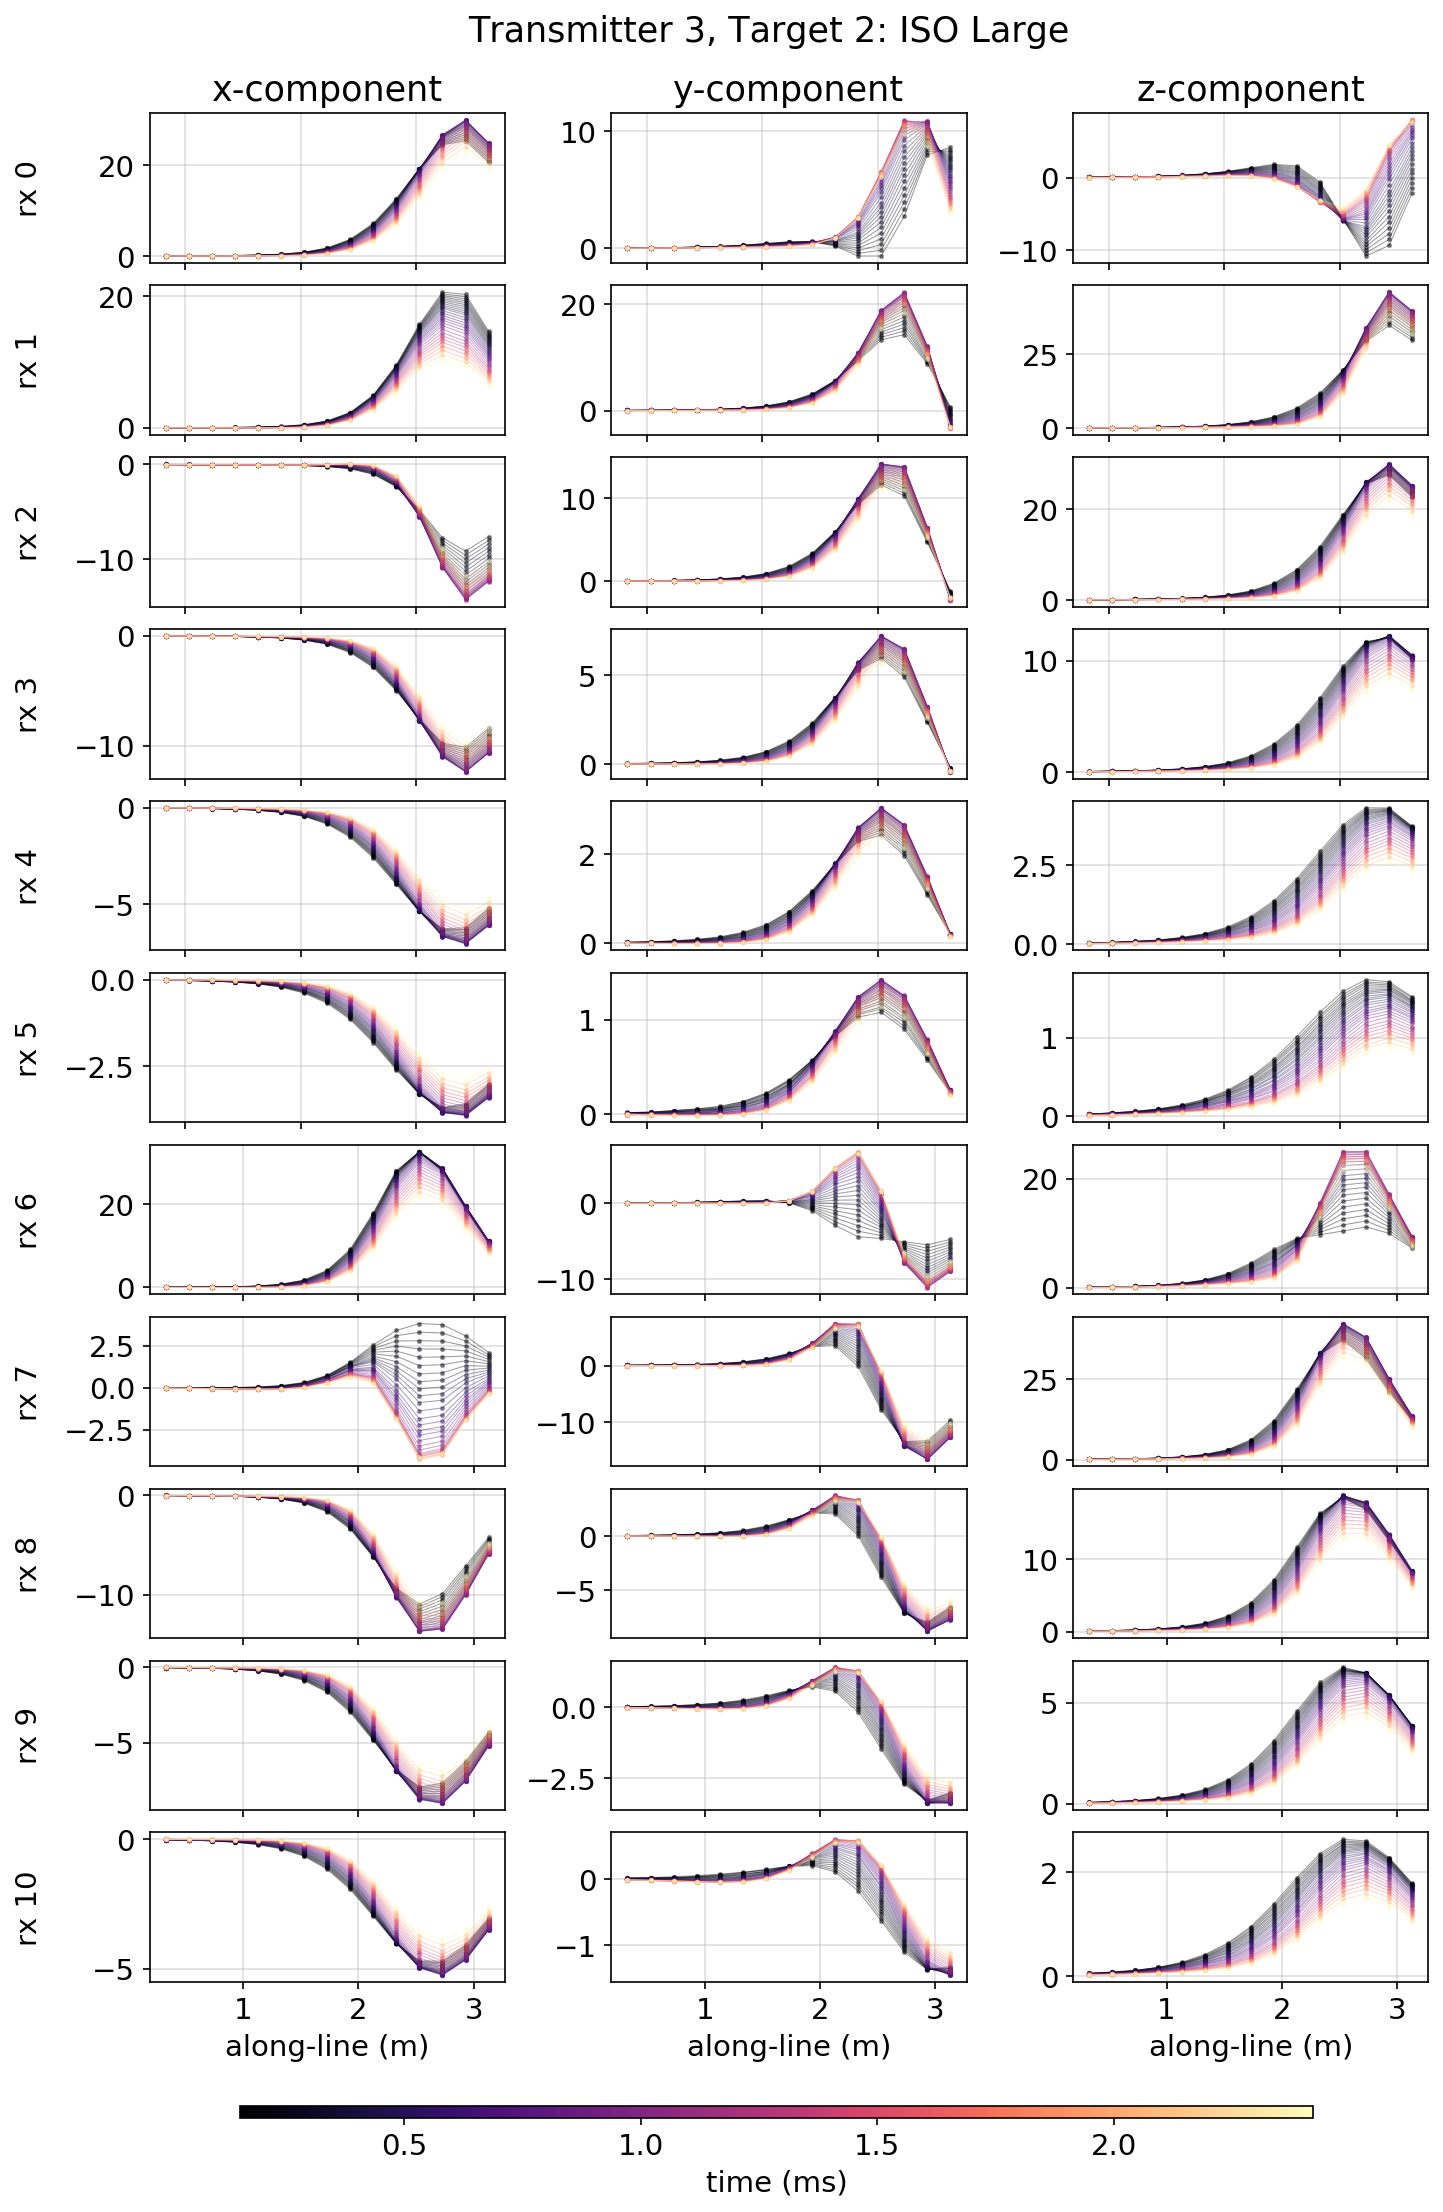 Transmitter 3, Target 2: ISO Large
x-component y-component z-component
rx 0 20 0 10 0 0 −10
rx 1 20 0 20 0 25 0
rx 2 0 −10 10 0 20 0
rx 3 0 −10 5 0 10 0
rx 4 0 −5 2 0 2.5 0.0
rx 5 0.0 −2.5 1 0 1 0
rx 6 20 0 0 −10 20 0
rx 7 2.5 0.0 −2.5 0 −10 25 0
rx 8 0 −10 0 −5 10 0
rx 9 0 −5 0.0 −2.5 5 0
rx 10 0 −5 0 −1 2 0
1 2 3 1 2 3 1 2 3
along-line (m) along-line (m) along-line (m)
0.5 1.0 1.5 2.0
time (ms)